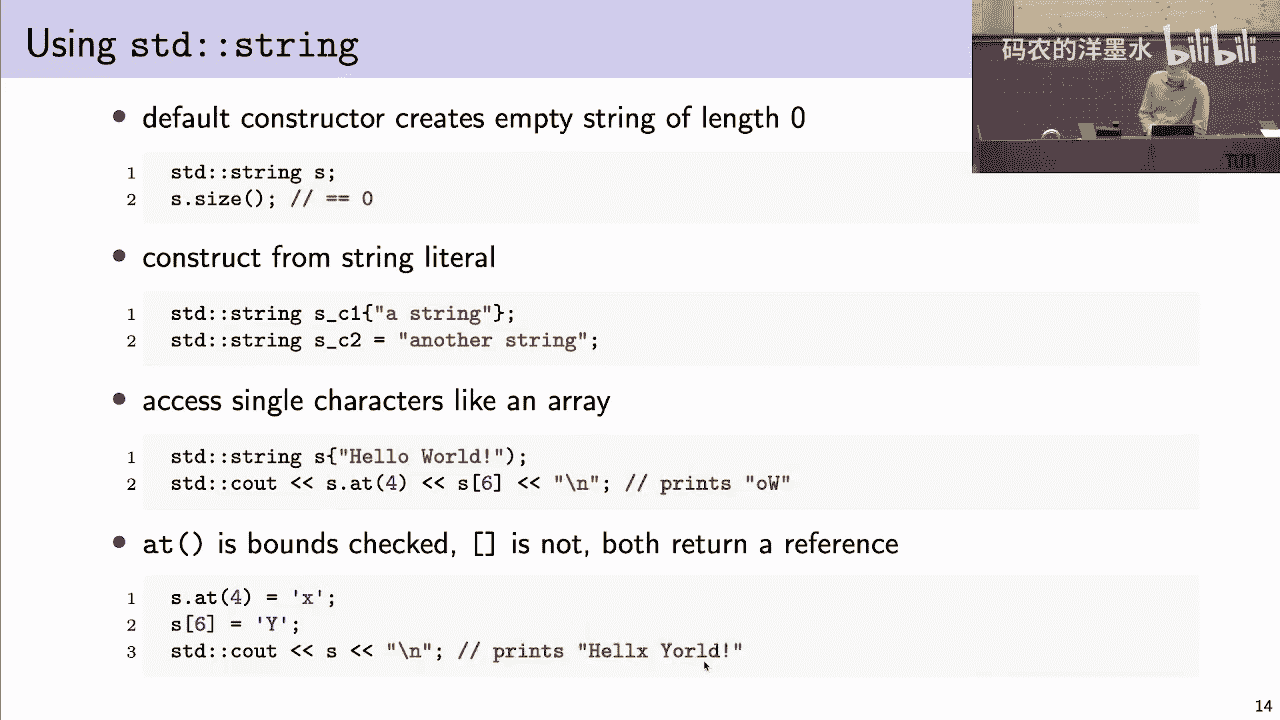 Using std::string
码农的洋墨水 bilibili
TUM
• default constructor creates empty string of length 0
1 std::string s;
2 s.size(); // == 0
• construct from string literal
1 std::string s_c1{"a string"};
2 std::string s_c2 = "another string";
• access single characters like an array
1 std::string s{"Hello World!");
2 std::cout << s.at(4) << s[6] << "\n"; // prints "oW"
• at() is bounds checked, [] is not, both return a reference
1 s.at(4) = 'x';
2 s[6] = 'Y';
3 std::cout << s << "\n"; // prints "Hellx Yorld!"
14